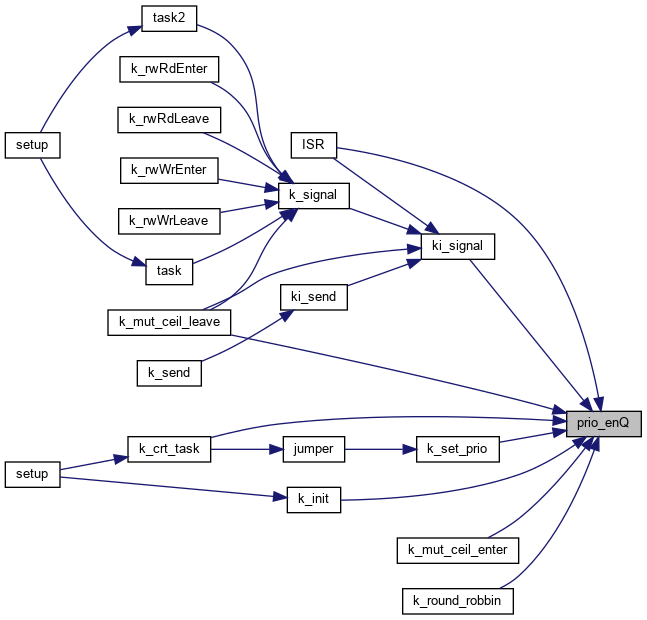 task2
k_rwRdEnter
k_rwRdLeave
setup
ISR
k_rwWrEnter
k_signal
k_rwWrLeave
ki_signal
task
ki_send
k_mut_ceil_leave
k_send
prio_enQ
k_crt_task
jumper
k_set_prio
setup
k_init
k_mut_ceil_enter
k_round_robbin